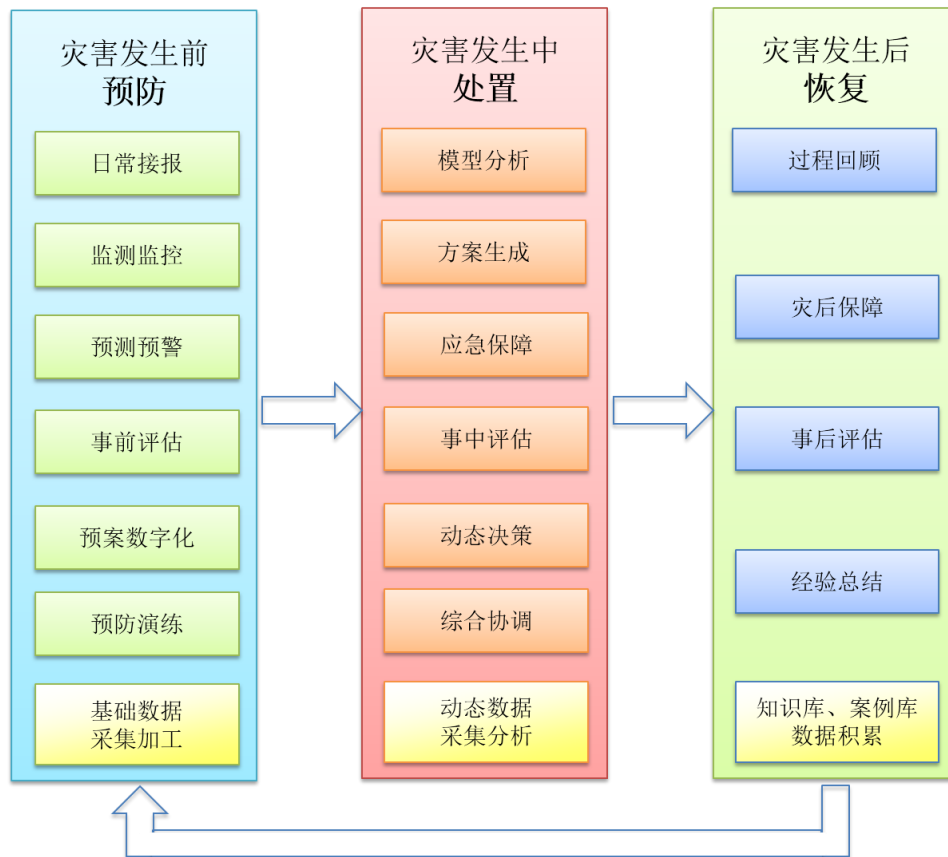 灾害发生前
预防
日常接报
监测监控
预测预警
事前评估
预案数字化
预防演练
基础数据
采集加工
灾害发生中
处置
模型分析
方案生成
应急保障
事中评估
动态决策
综合协调
动态数据
采集分析
灾害发生后
恢复
过程回顾
灾后保障
事后评估
经验总结
知识库、案例库
数据积累